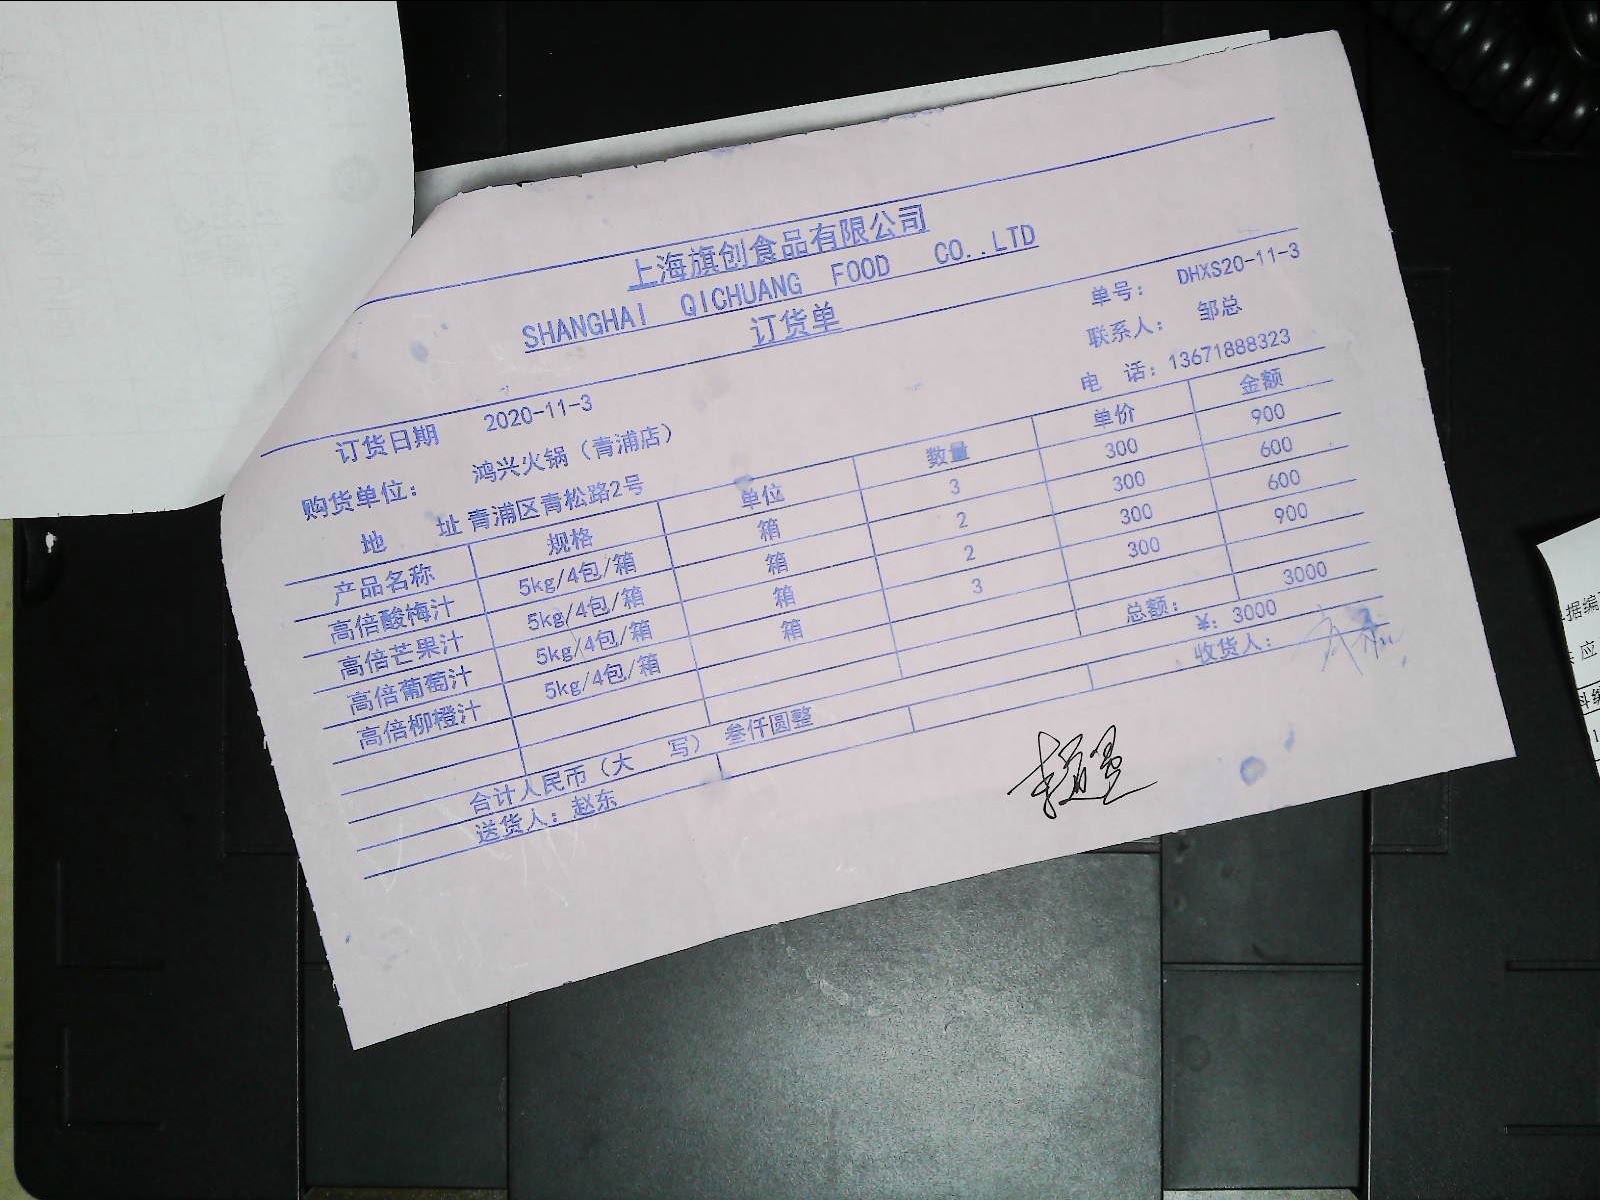 上海旗创食品有限公司
SHANGHAI QICHUANG FOOD CO..LTD
订货单
单号: DHXS20-11-3
订货日期 2020-11-3 联系人: 邹总
购货单位: 鸿兴火锅（青浦店） 电 话: 13671888323
地 址 青浦区青松路2号
产品名称 规格 单位 数量 单价 金额
高倍酸梅汁 5kg/4包/箱 箱 3 300 900
高倍芒果汁 5kg/4包/箱 箱 2 300 600
高倍葡萄汁 5kg/4包/箱 箱 2 300 600
高倍柳橙汁 5kg/4包/箱 箱 3 300 900
总额: 3000
合计人民币（大 写） 叁仟圆整 ¥: 3000
送货人: 赵东 收货人:
据编
应